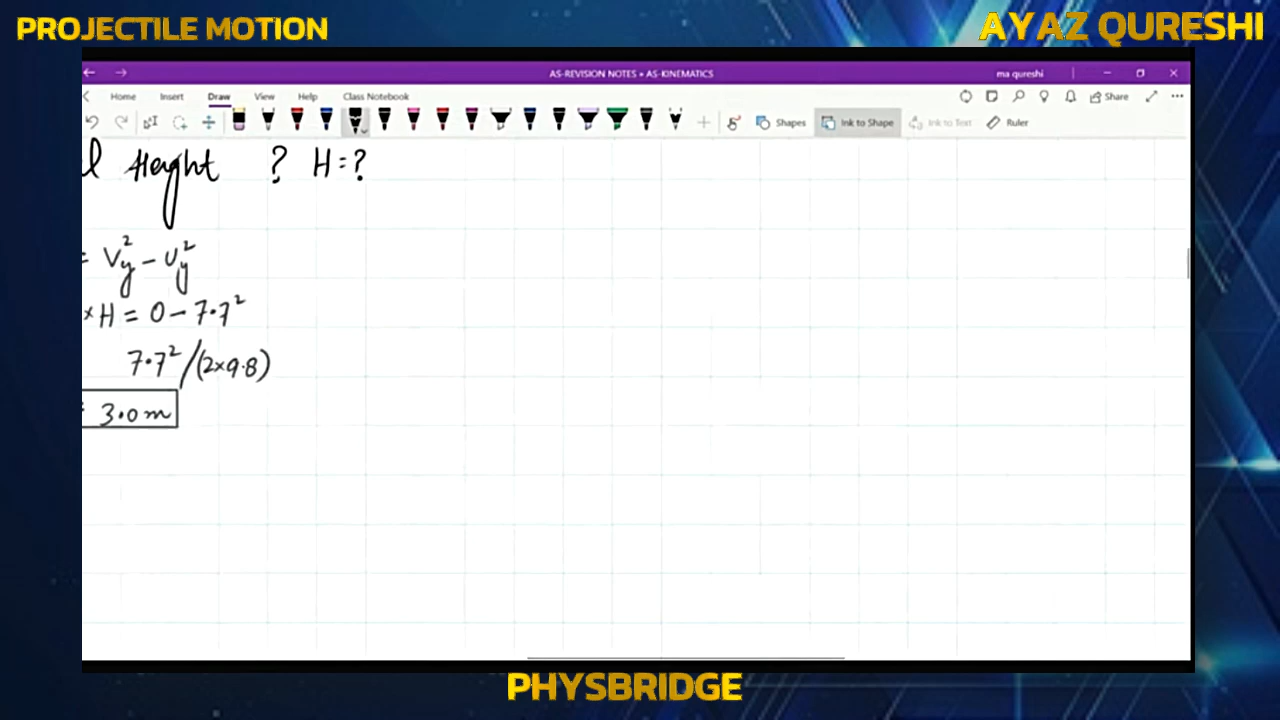 PROJECTILE MOTION
AYAZ QURESHI
AS-REVISION NOTES » AS-KINEMATICS
ma qureshi
Home Insert Draw View Help Class Notebook
Share
Shapes
Ink to Shape
Ink to Text
Ruler
l Height ? H=?
= Vy² − Uy²
×H = 0 − 7.7²
7.7² / (2×9.8)
= 3.0 m
PHYSBRIDGE